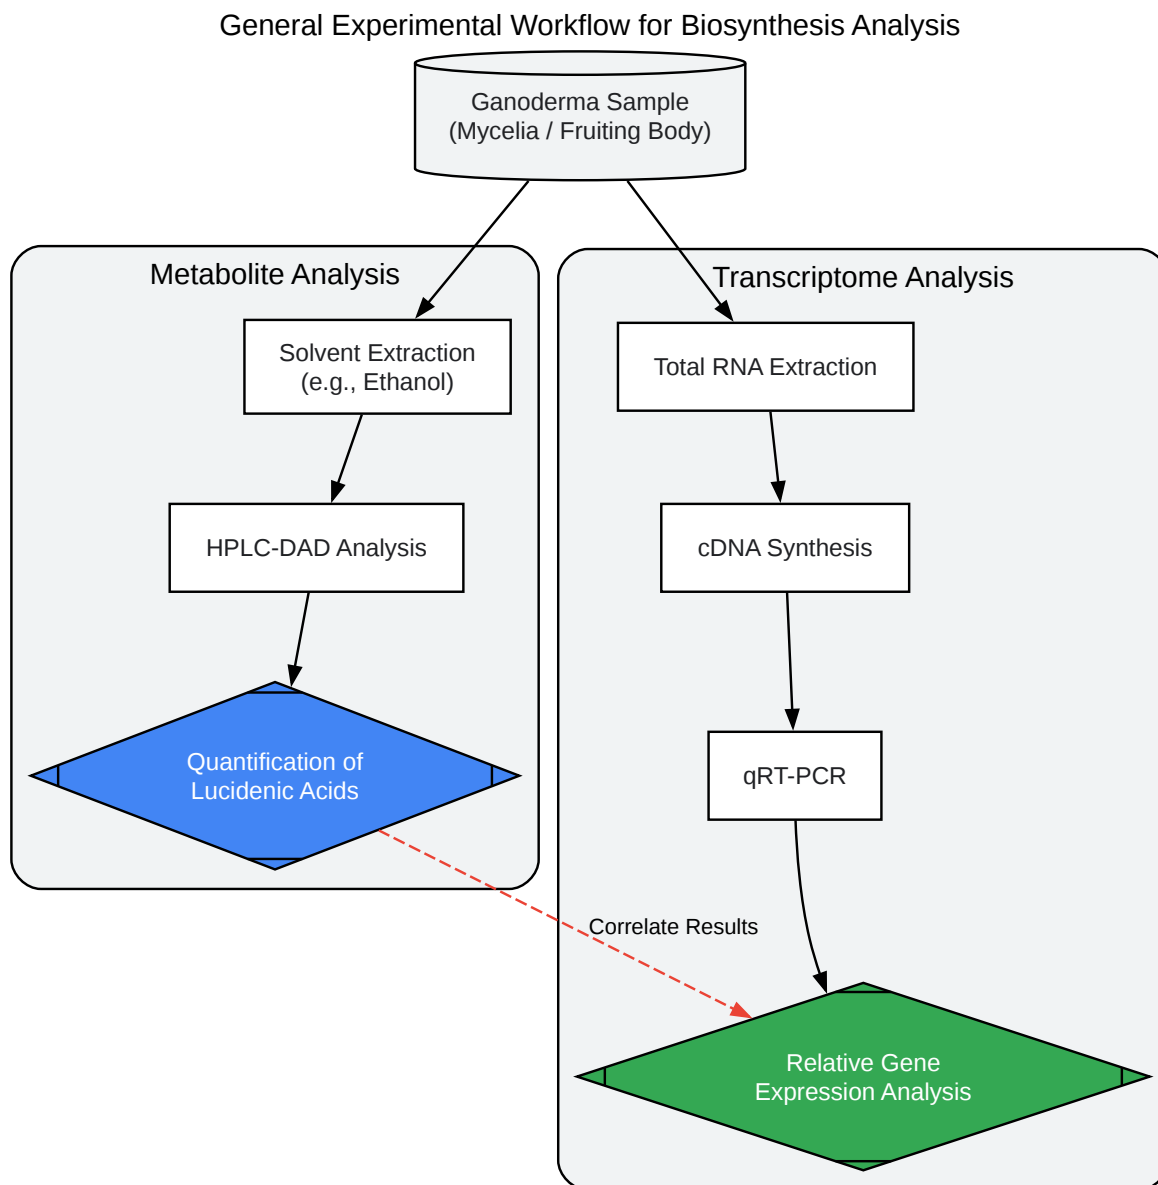 General Experimental Workflow for Biosynthesis Analysis
Ganoderma Sample
(Mycelia / Fruiting Body)
Metabolite Analysis
Solvent Extraction
(e.g., Ethanol)
HPLC-DAD Analysis
Quantification of
Lucidenic Acids
Transcriptome Analysis
Total RNA Extraction
cDNA Synthesis
qRT-PCR
Correlate Results
Relative Gene
Expression Analysis